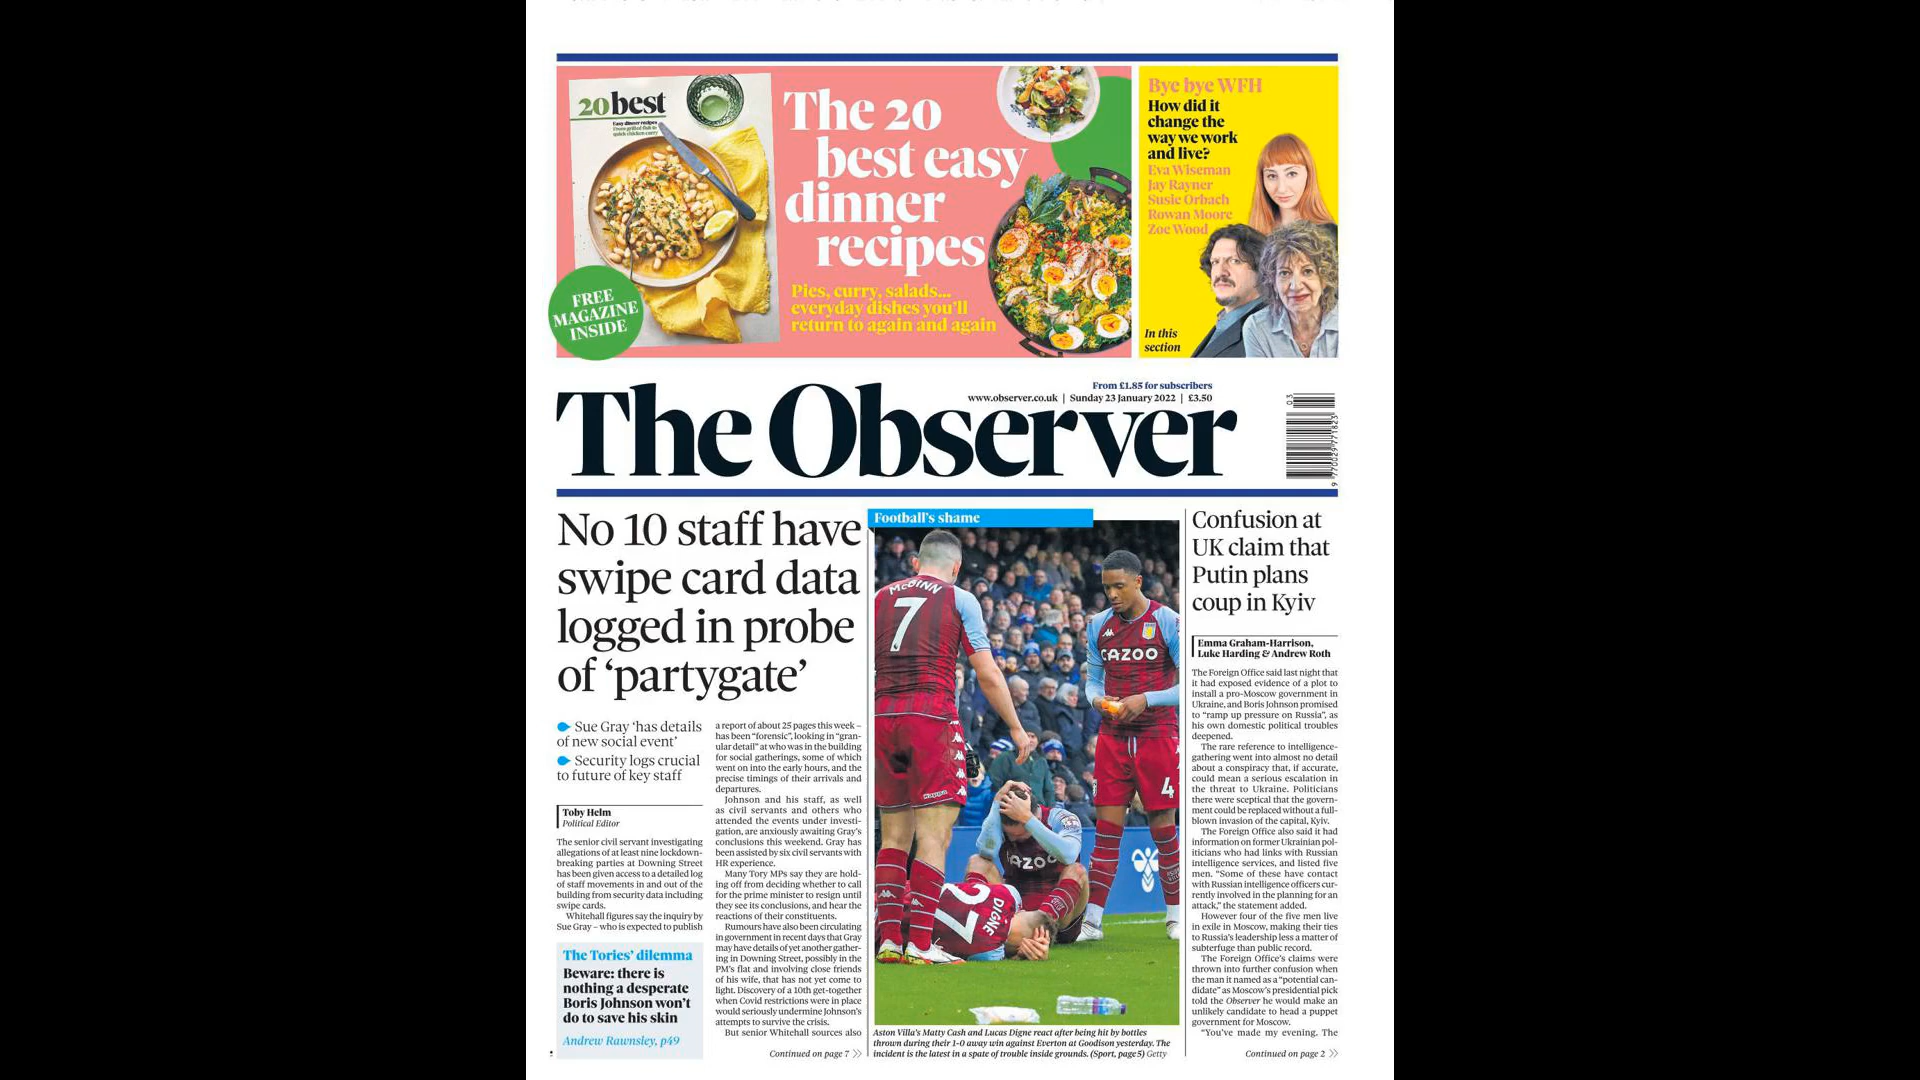 20 best
Easy dinner recipes
From grilled fish to
quick chicken curry
FREE
MAGAZINE
INSIDE
The 20
best easy
dinner
recipes
Pies, curry, salads...
everyday dishes you'll
return to again and again
Bye bye WFH
How did it
change the
way we work
and live?
Eva Wiseman
Jay Rayner
Susie Orbach
Rowan Moore
Zoe Wood
In this
section
From £1.85 for subscribers
www.observer.co.uk | Sunday 23 January 2022 | £3.50
The Observer
03
9 770029 771823
No 10 staff have
swipe card data
logged in probe
of ‘partygate’
Sue Gray ‘has details
of new social event’
Security logs crucial
to future of key staff
Toby Helm
Political Editor
The senior civil servant investigating
allegations of at least nine lockdown-
breaking parties at Downing Street
has been given access to a detailed log
of staff movements in and out of the
building from security data including
swipe cards.
Whitehall figures say the inquiry by
Sue Gray – who is expected to publish
The Tories’ dilemma
Beware: there is
nothing a desperate
Boris Johnson won’t
do to save his skin
Andrew Rawnsley, p49
a report of about 25 pages this week –
has been “forensic”, looking in “gran-
ular detail” at who was in the building
for social gatherings, some of which
went on into the early hours, and the
precise timings of their arrivals and
departures.
Johnson and his staff, as well
as civil servants and others who
attended the events under investi-
gation, are anxiously awaiting Gray’s
conclusions this weekend. Gray has
been assisted by six civil servants with
HR experience.
Many Tory MPs say they are hold-
ing off from deciding whether to call
for the prime minister to resign until
they see its conclusions, and hear the
reactions of their constituents.
Rumours have also been circulating
in government in recent days that Gray
may have details of yet another gather-
ing in Downing Street, possibly in the
PM’s flat and involving close friends
of his wife, that has not yet come to
light. Discovery of a 10th get-together
when Covid restrictions were in place
would seriously undermine Johnson’s
attempts to survive the crisis.
But senior Whitehall sources also
Continued on page 7
Football’s shame
McGINN
7
CAZOO
4
AZOO
DIGNE
27
Aston Villa’s Matty Cash and Lucas Digne react after being hit by bottles
thrown during their 1-0 away win against Everton at Goodison yesterday. The
incident is the latest in a spate of trouble inside grounds. (Sport, page 5) Getty
Confusion at
UK claim that
Putin plans
coup in Kyiv
Emma Graham-Harrison,
Luke Harding & Andrew Roth
The Foreign Office said last night that
it had exposed evidence of a plot to
install a pro-Moscow government in
Ukraine, and Boris Johnson promised
to “ramp up pressure on Russia”, as
his own domestic political troubles
deepened.
The rare reference to intelligence-
gathering went into almost no detail
about a conspiracy that, if accurate,
could mean a serious escalation in
the threat to Ukraine. Politicians
there were sceptical that the govern-
ment could be replaced without a full-
blown invasion of the capital, Kyiv.
The Foreign Office also said it had
information on former Ukrainian pol-
iticians who had links with Russian
intelligence services, and listed five
men. “Some of these have contact
with Russian intelligence officers cur-
rently involved in the planning for an
attack,” the statement added.
However four of the five men live
in exile in Moscow, making their ties
to Russia’s leadership less a matter of
subterfuge than public record.
The Foreign Office’s claims were
thrown into further confusion when
the man it named as a “potential can-
didate” as Moscow’s presidential pick
told the Observer he would make an
unlikely candidate to head a puppet
government for Moscow.
“You’ve made my evening. The
Continued on page 2